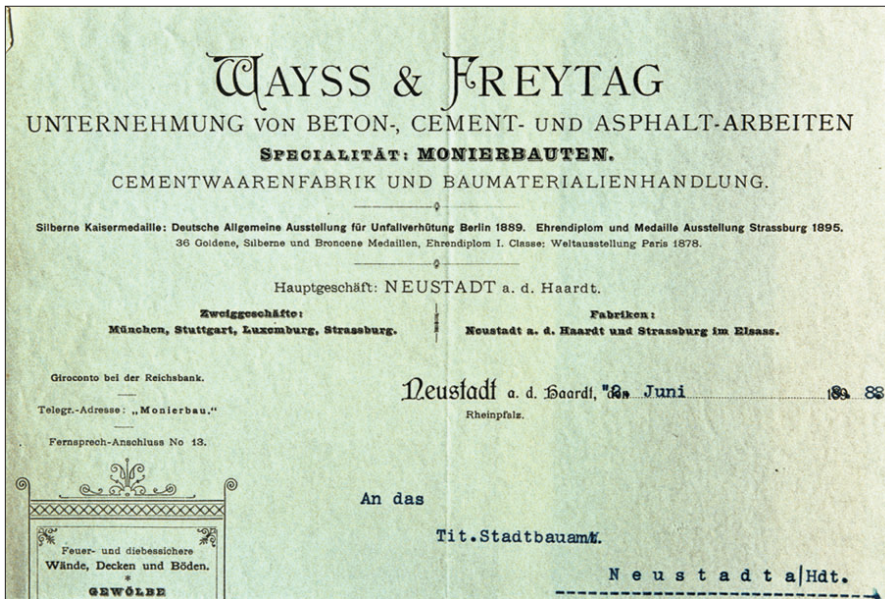 WAYSS & FREYTAG
UNTERNEHMUNG VON BETON-, CEMENT- UND ASPHALT-ARBEITEN
SPECIALITÄT: MONIERBAUTEN.
CEMENTWAARENFABRIK UND BAUMATERIALIENHANDLUNG.
Silberne Kaisermedaille: Deutsche Allgemeine Ausstellung für Unfallverhütung Berlin 1889. Ehrendiplom und Medaille Ausstellung Strassburg 1895.
36 Goldene, Silberne und Broncene Medaillen, Ehrendiplom I. Classe: Weltausstellung Paris 1878.
Hauptgeschäft: NEUSTADT a. d. Haardt.
Zweiggeschäfte:
München, Stuttgart, Luxemburg, Strassburg.
Fabriken:
Neustadt a. d. Haardt und Strassburg im Elsass.
Giroconto bei der Reichsbank.
Telegr.-Adresse: „Monierbau."
Fernsprech-Anschluss No 13.
Neustadt a. d. Haardt, Juni
Rheinpfalz.
An das
Tit.Stadtbauamt.
Neustadt a/Hdt.
Feuer- und diebessichere
Wände, Decken und Böden.
GEWÖLBE